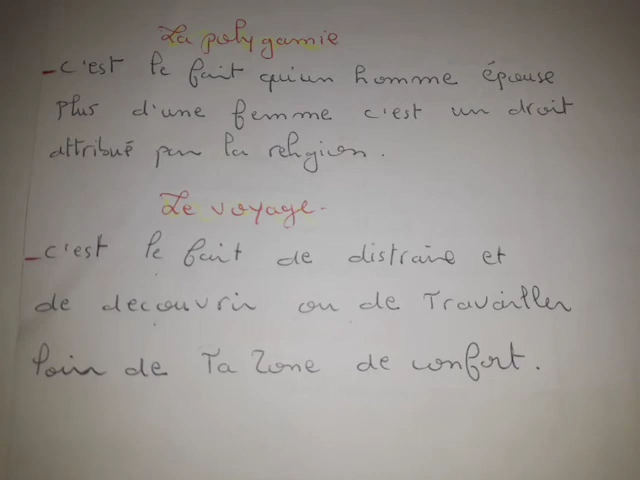 La polygamie
- c'est le fait qu'un homme épouse
plus d'une femme c'est un droit
attribué par la religion.
Le voyage.
- c'est le fait de distraire et
de decouvrir ou de Travailler
loin de Ta Zone de confort.